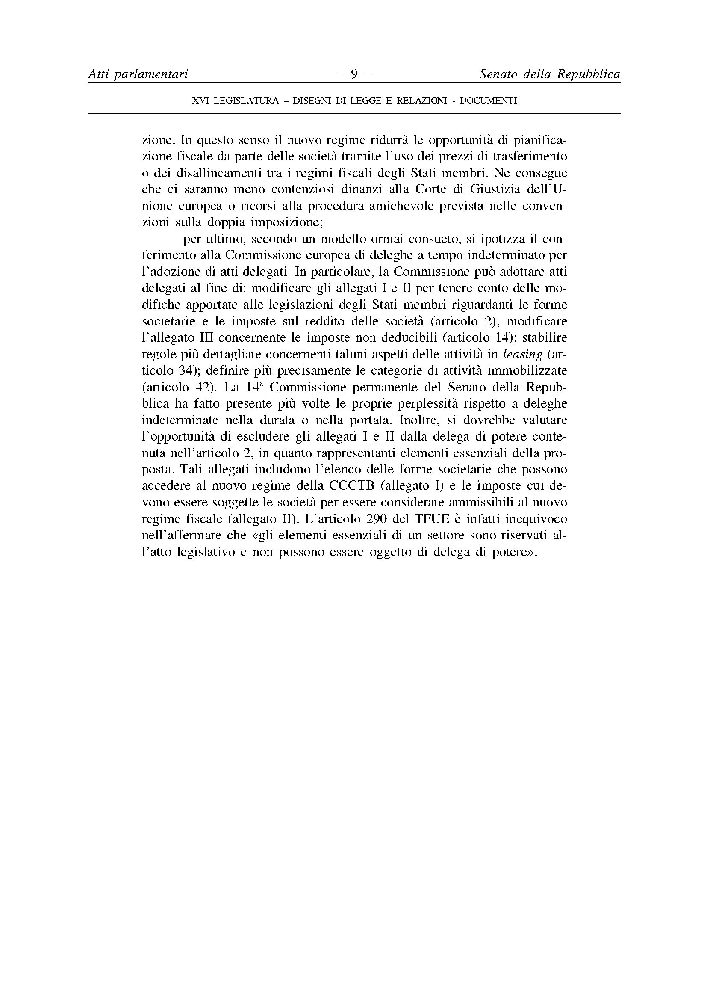 Atti parlamentari – 9 – Senato della Repubblica
XVI LEGISLATURA – DISEGNI DI LEGGE E RELAZIONI - DOCUMENTI
zione. In questo senso il nuovo regime ridurrà le opportunità di pianifica-
zione fiscale da parte delle società tramite l'uso dei prezzi di trasferimento
o dei disallineamenti tra i regimi fiscali degli Stati membri. Ne consegue
che ci saranno meno contenziosi dinanzi alla Corte di Giustizia dell'U-
nione europea o ricorsi alla procedura amichevole prevista nelle conven-
zioni sulla doppia imposizione;
per ultimo, secondo un modello ormai consueto, si ipotizza il con-
ferimento alla Commissione europea di deleghe a tempo indeterminato per
l'adozione di atti delegati. In particolare, la Commissione può adottare atti
delegati al fine di: modificare gli allegati I e II per tenere conto delle mo-
difiche apportate alle legislazioni degli Stati membri riguardanti le forme
societarie e le imposte sul reddito delle società (articolo 2); modificare
l'allegato III concernente le imposte non deducibili (articolo 14); stabilire
regole più dettagliate concernenti taluni aspetti delle attività in leasing (ar-
ticolo 34); definire più precisamente le categorie di attività immobilizzate
(articolo 42). La 14ª Commissione permanente del Senato della Repub-
blica ha fatto presente più volte le proprie perplessità rispetto a deleghe
indeterminate nella durata o nella portata. Inoltre, si dovrebbe valutare
l'opportunità di escludere gli allegati I e II dalla delega di potere conte-
nuta nell'articolo 2, in quanto rappresentanti elementi essenziali della pro-
posta. Tali allegati includono l'elenco delle forme societarie che possono
accedere al nuovo regime della CCCTB (allegato I) e le imposte cui de-
vono essere soggette le società per essere considerate ammissibili al nuovo
regime fiscale (allegato II). L'articolo 290 del TFUE è infatti inequivoco
nell'affermare che «gli elementi essenziali di un settore sono riservati al-
l'atto legislativo e non possono essere oggetto di delega di potere».